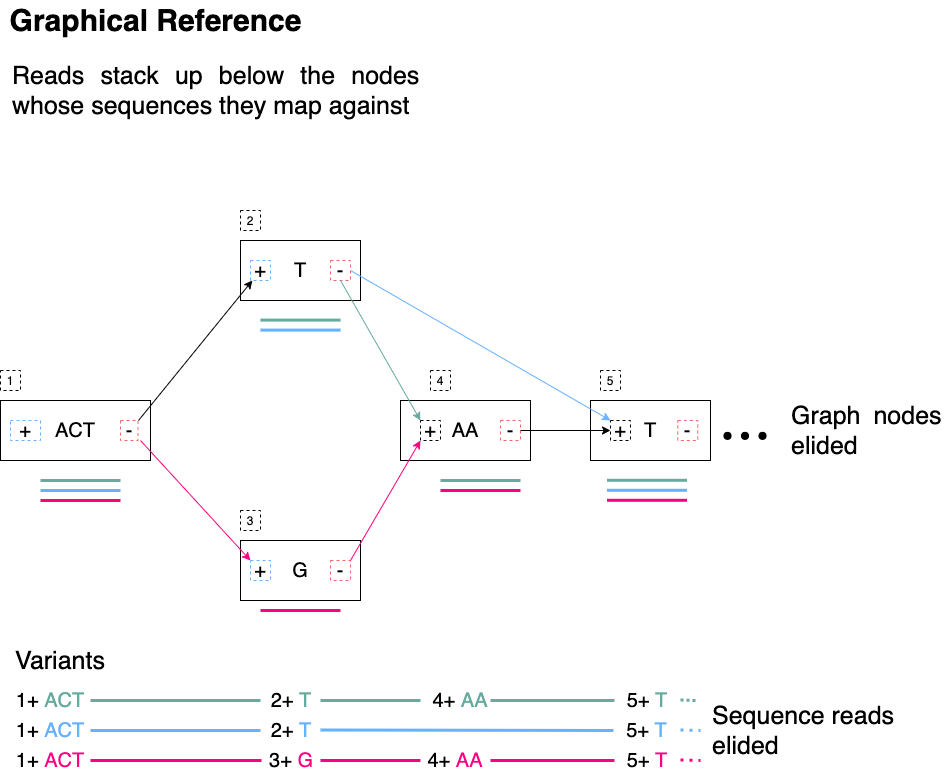 Graphical Reference
Reads stack up below the nodes
whose sequences they map against
2
+ T -
1
+ ACT -
4
+ AA -
5
+ T -
...
Graph nodes
elided
3
+ G -
Variants
1+ ACT 2+ T 4+ AA 5+ T ...
1+ ACT 2+ T 5+ T ...
1+ ACT 3+ G 4+ AA 5+ T ...
Sequence reads
elided